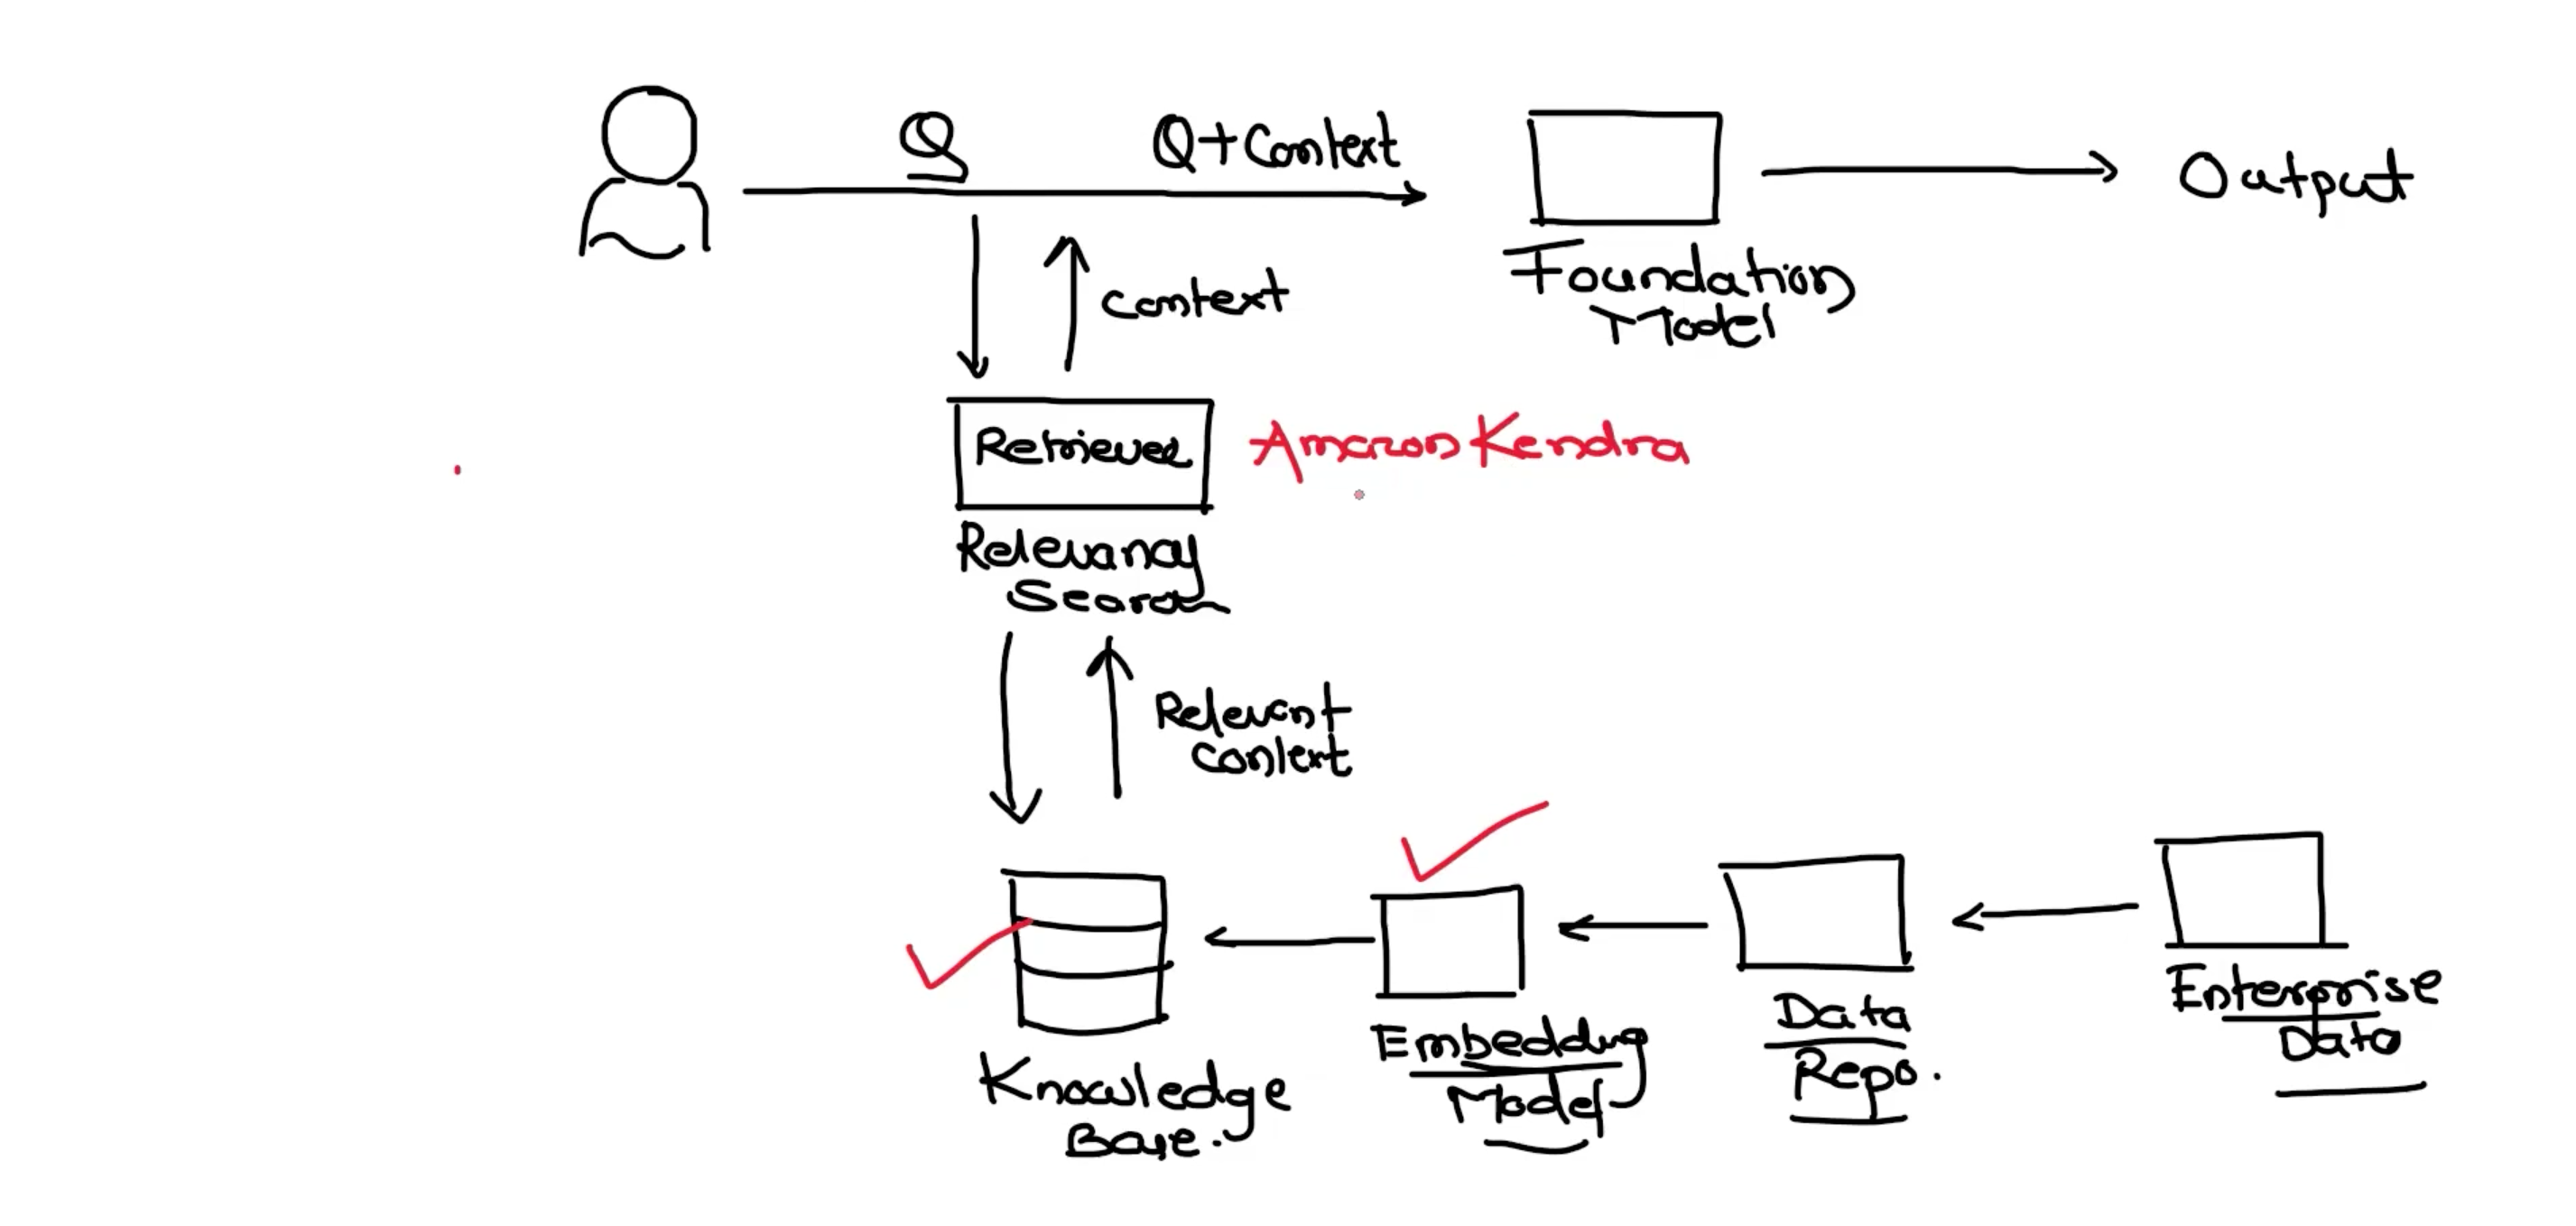 Q
Q+Context
Output
Foundation
Model
Context
Retriever
Amazon Kendra
Relevancy
Search
Relevant
Context
Knowledge
Base.
Embedding
Model
Data
Repo.
Enterprise
Data